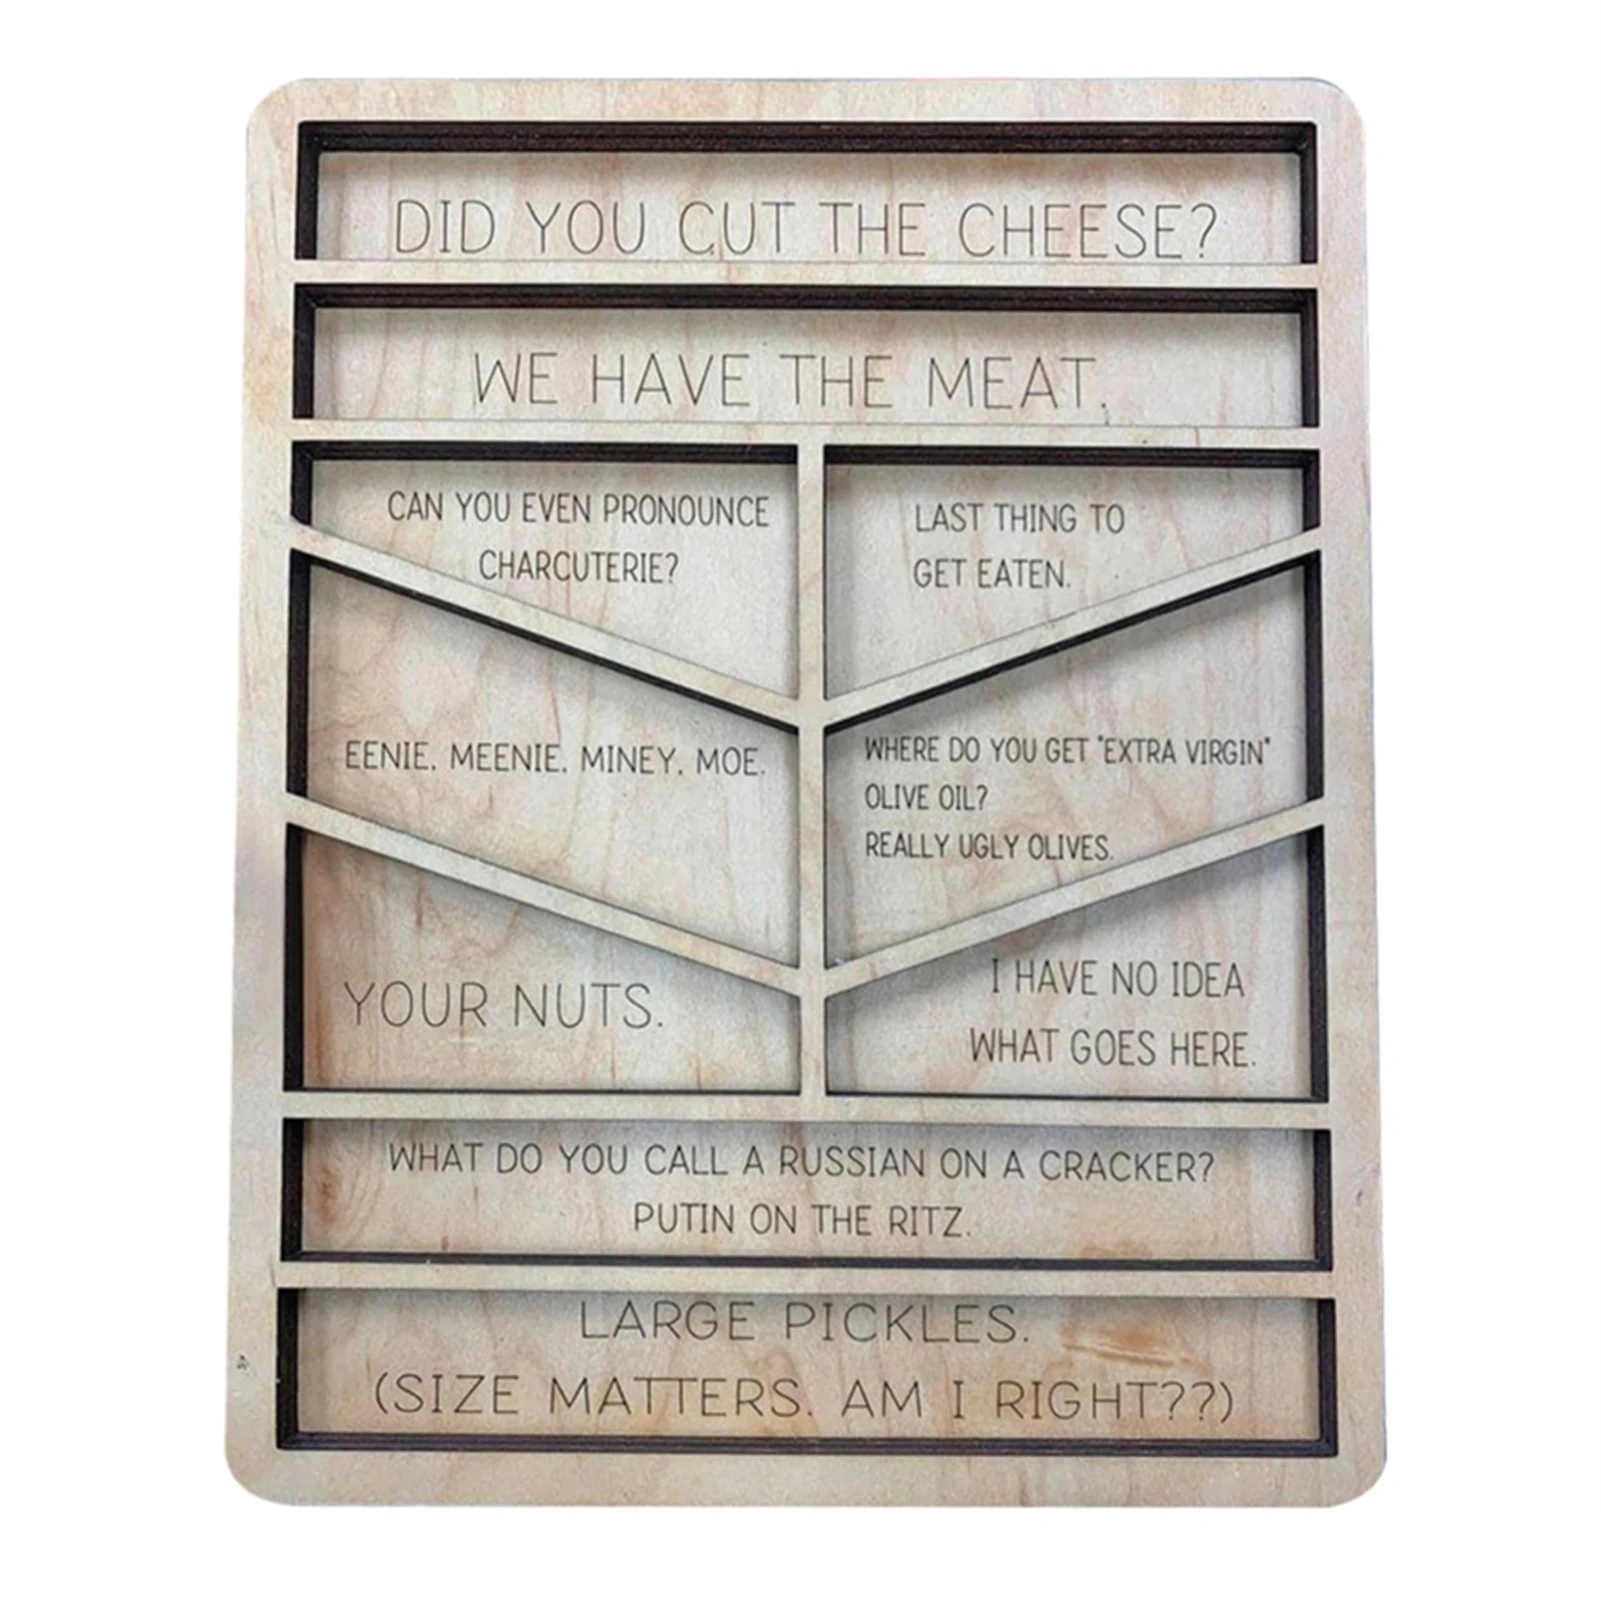 DID YOU CUT THE CHEESE?
WE HAVE THE MEAT.
CAN YOU EVEN PRONOUNCE
CHARCUTERIE?
LAST THING TO
GET EATEN.
EENIE, MEENIE, MINEY, MOE.
WHERE DO YOU GET "EXTRA VIRGIN"
OLIVE OIL?
REALLY UGLY OLIVES.
YOUR NUTS.
I HAVE NO IDEA
WHAT GOES HERE.
WHAT DO YOU CALL A RUSSIAN ON A CRACKER?
PUTIN ON THE RITZ.
LARGE PICKLES.
(SIZE MATTERS. AM I RIGHT??)